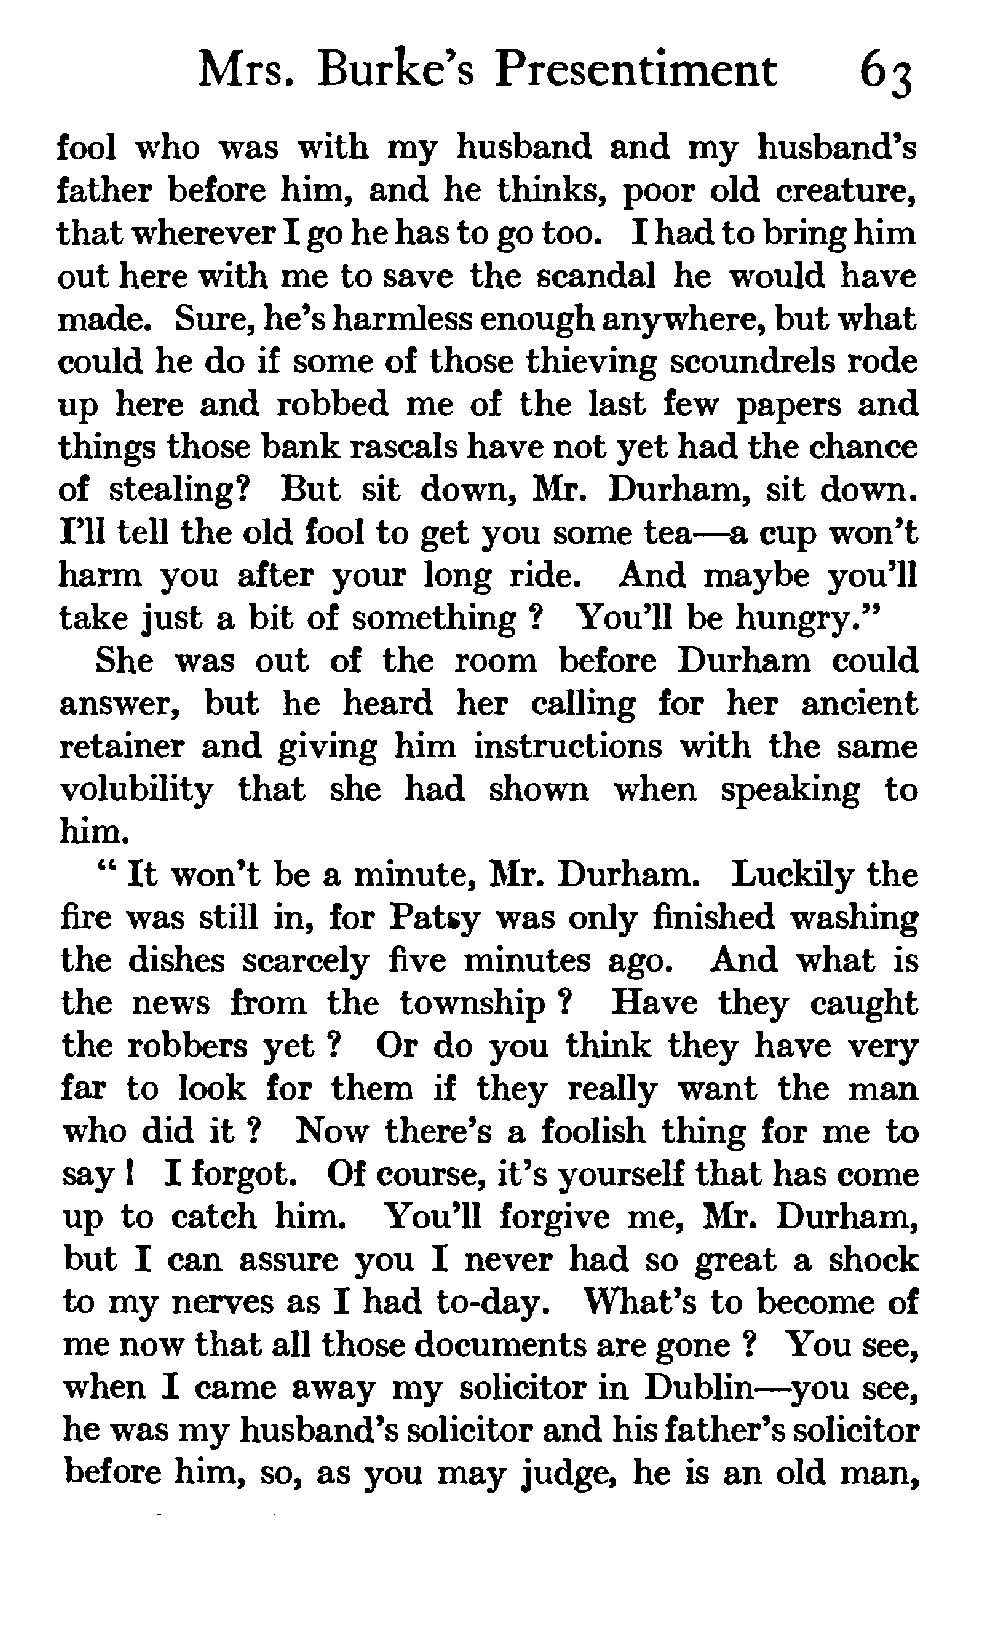 Mrs. Burke's Presentiment 63
fool who was with my husband and my husband's
father before him, and he thinks, poor old creature,
that wherever I go he has to go too. I had to bring him
out here with me to save the scandal he would have
made. Sure, he's harmless enough anywhere, but what
could he do if some of those thieving scoundrels rode
up here and robbed me of the last few papers and
things those bank rascals have not yet had the chance
of stealing? But sit down, Mr. Durham, sit down.
I'll tell the old fool to get you some tea—a cup won't
harm you after your long ride. And maybe you'll
take just a bit of something ? You'll be hungry."
She was out of the room before Durham could
answer, but he heard her calling for her ancient
retainer and giving him instructions with the same
volubility that she had shown when speaking to
him.
" It won't be a minute, Mr. Durham. Luckily the
fire was still in, for Patsy was only finished washing
the dishes scarcely five minutes ago. And what is
the news from the township ? Have they caught
the robbers yet ? Or do you think they have very
far to look for them if they really want the man
who did it ? Now there's a foolish thing for me to
say ! I forgot. Of course, it's yourself that has come
up to catch him. You'll forgive me, Mr. Durham,
but I can assure you I never had so great a shock
to my nerves as I had to-day. What's to become of
me now that all those documents are gone ? You see,
when I came away my solicitor in Dublin—you see,
he was my husband's solicitor and his father's solicitor
before him, so, as you may judge, he is an old man,